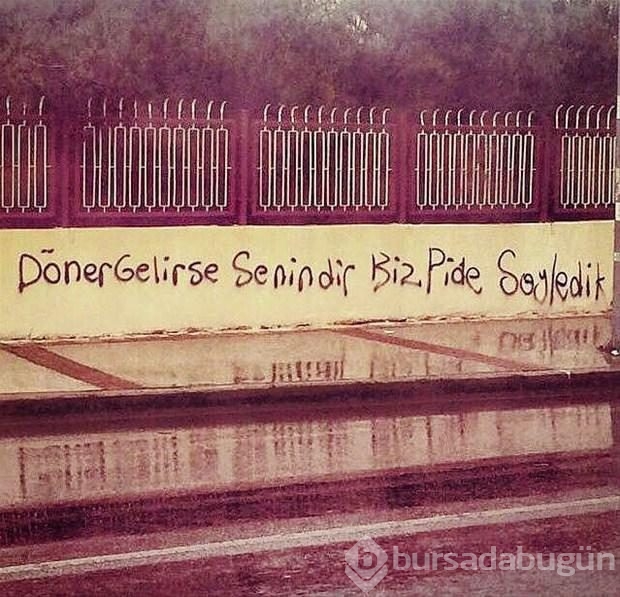 DönerGelirse Senindir Biz Pide Söyledik
bursadabugün